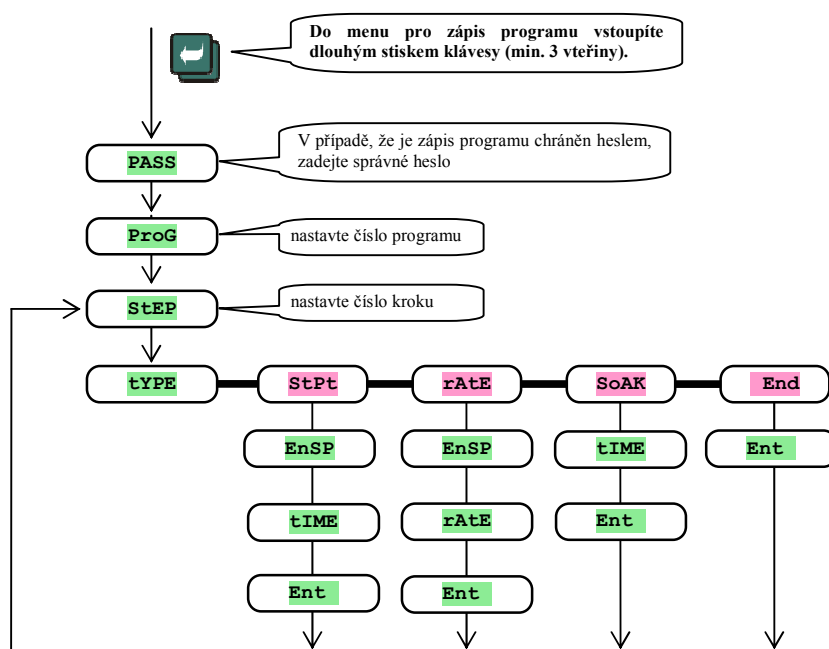 Do menu pro zápis programu vstoupíte
dlouhým stiskem klávesy (min. 3 vteřiny).
V případě, že je zápis programu chráněn heslem,
zadejte správné heslo
PASS
ProG
nastavte číslo programu
StEP
nastavte číslo kroku
tYPE
StPt
rAtE
SoAK
End
EnSP
EnSP
tIME
Ent
tIME
rAtE
Ent
Ent
Ent